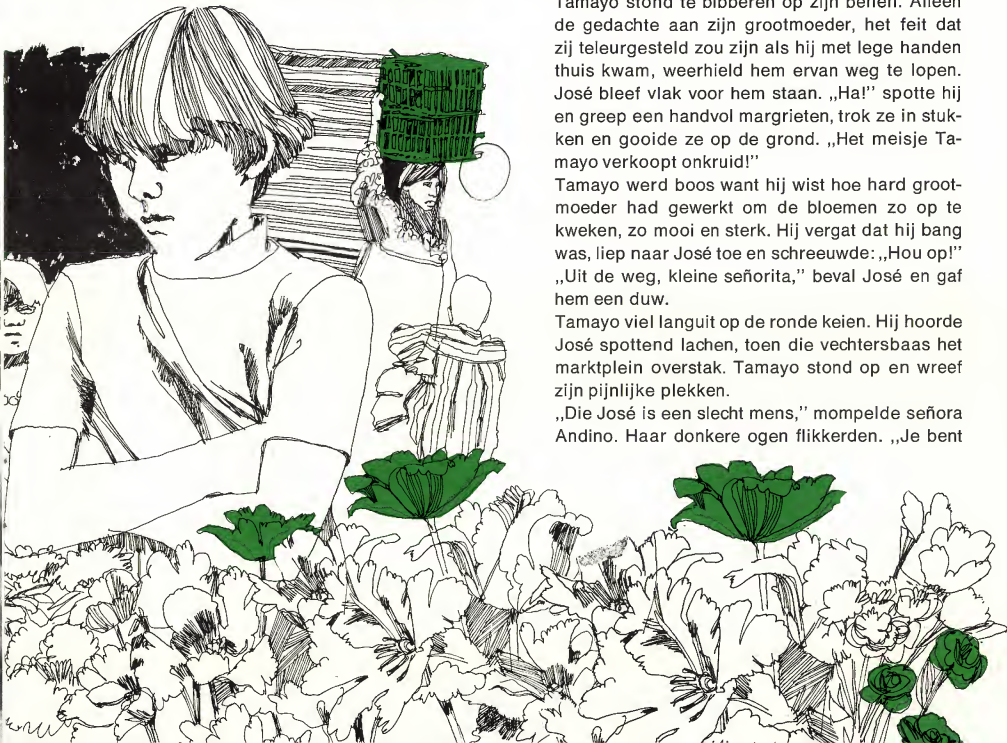 Tamayo stond te bibberen op zijn benen. Alleen
de gedachte aan zijn grootmoeder, het feit dat
zij teleurgesteld zou zijn als hij met lege handen
thuis kwam, weerhield hem ervan weg te lopen.
José bleef vlak voor hem staan. „Ha!” spotte hij
en greep een handvol margrieten, trok ze in stuk-
ken en gooide ze op de grond. „Het meisje Ta-
mayo verkoopt onkruid!”
Tamayo werd boos want hij wist hoe hard groot-
moeder had gewerkt om de bloemen zo op te
kweken, zo mooi en sterk. Hij vergat dat hij bang
was, liep naar José toe en schreeuwde: „Hou op!”
„Uit de weg, kleine señorita,” beval José en gaf
hem een duw.
Tamayo viel languit op de ronde keien. Hij hoorde
José spottend lachen, toen die vechtersbaas het
marktplein overstak. Tamayo stond op en wreef
zijn pijnlijke plekken.
„Die José is een slecht mens,” mompelde señora
Andino. Haar donkere ogen flikkerden. „Je bent